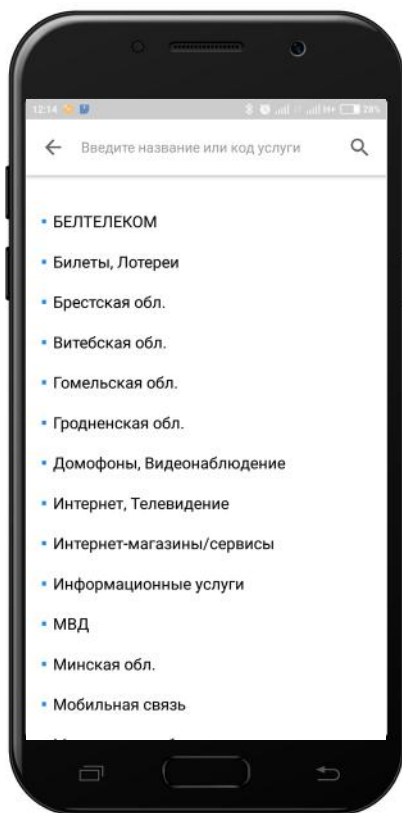 12:14 H+ 28%
Введите название или код услуги
БЕЛТЕЛЕКОМ
Билеты, Лотереи
Брестская обл.
Витебская обл.
Гомельская обл.
Гродненская обл.
Домофоны, Видеонаблюдение
Интернет, Телевидение
Интернет-магазины/сервисы
Информационные услуги
МВД
Минская обл.
Мобильная связь